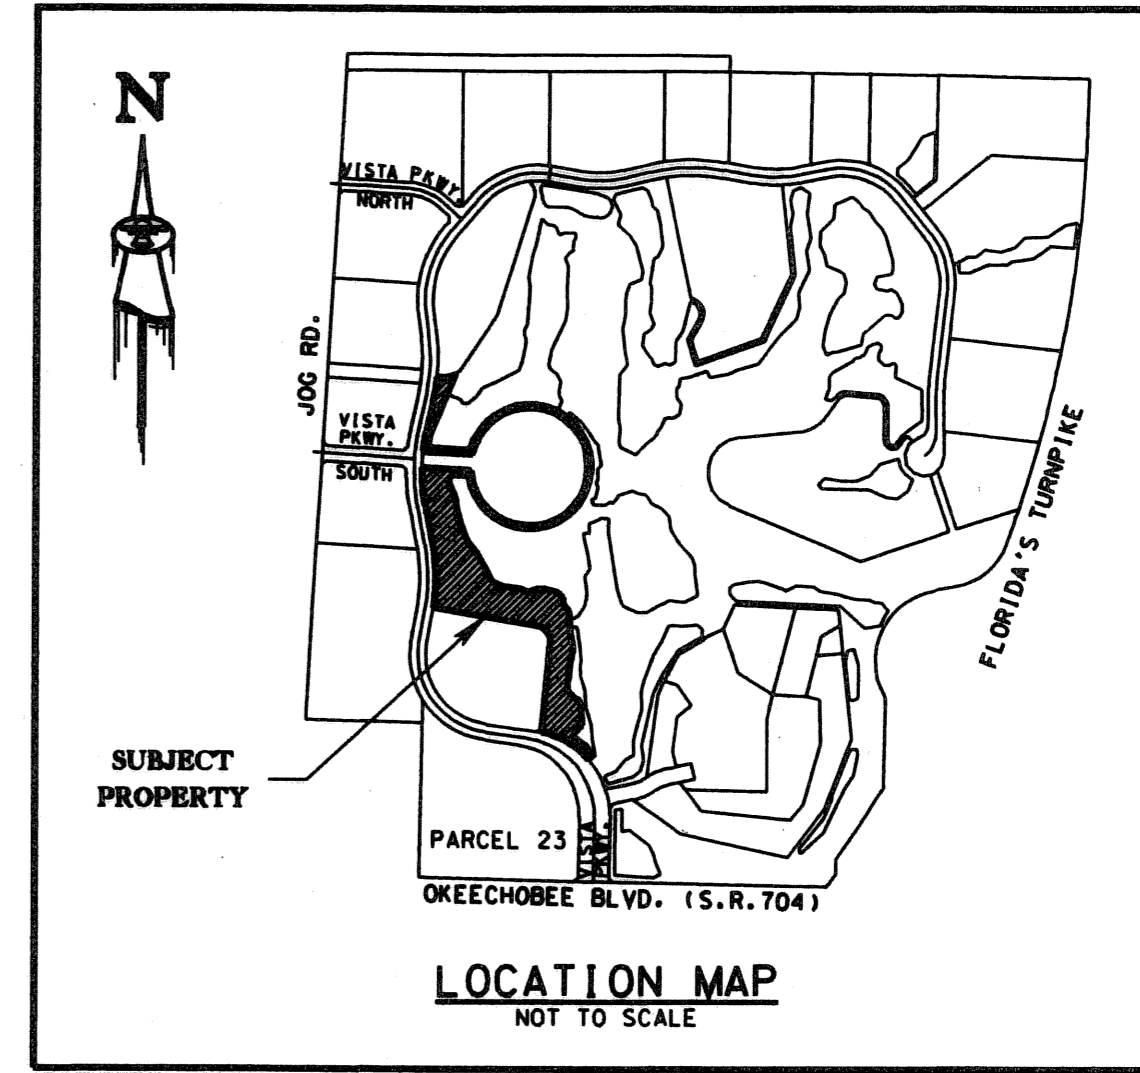 N
VISTA PKWY.
NORTH
JOG RD.
VISTA
PKWY.
SOUTH
FLORIDA'S TURNPIKE
SUBJECT
PROPERTY
PARCEL 23
VISTA
PKWY.
OKEECHOBEE BLVD. (S.R.704)
LOCATION MAP
NOT TO SCALE